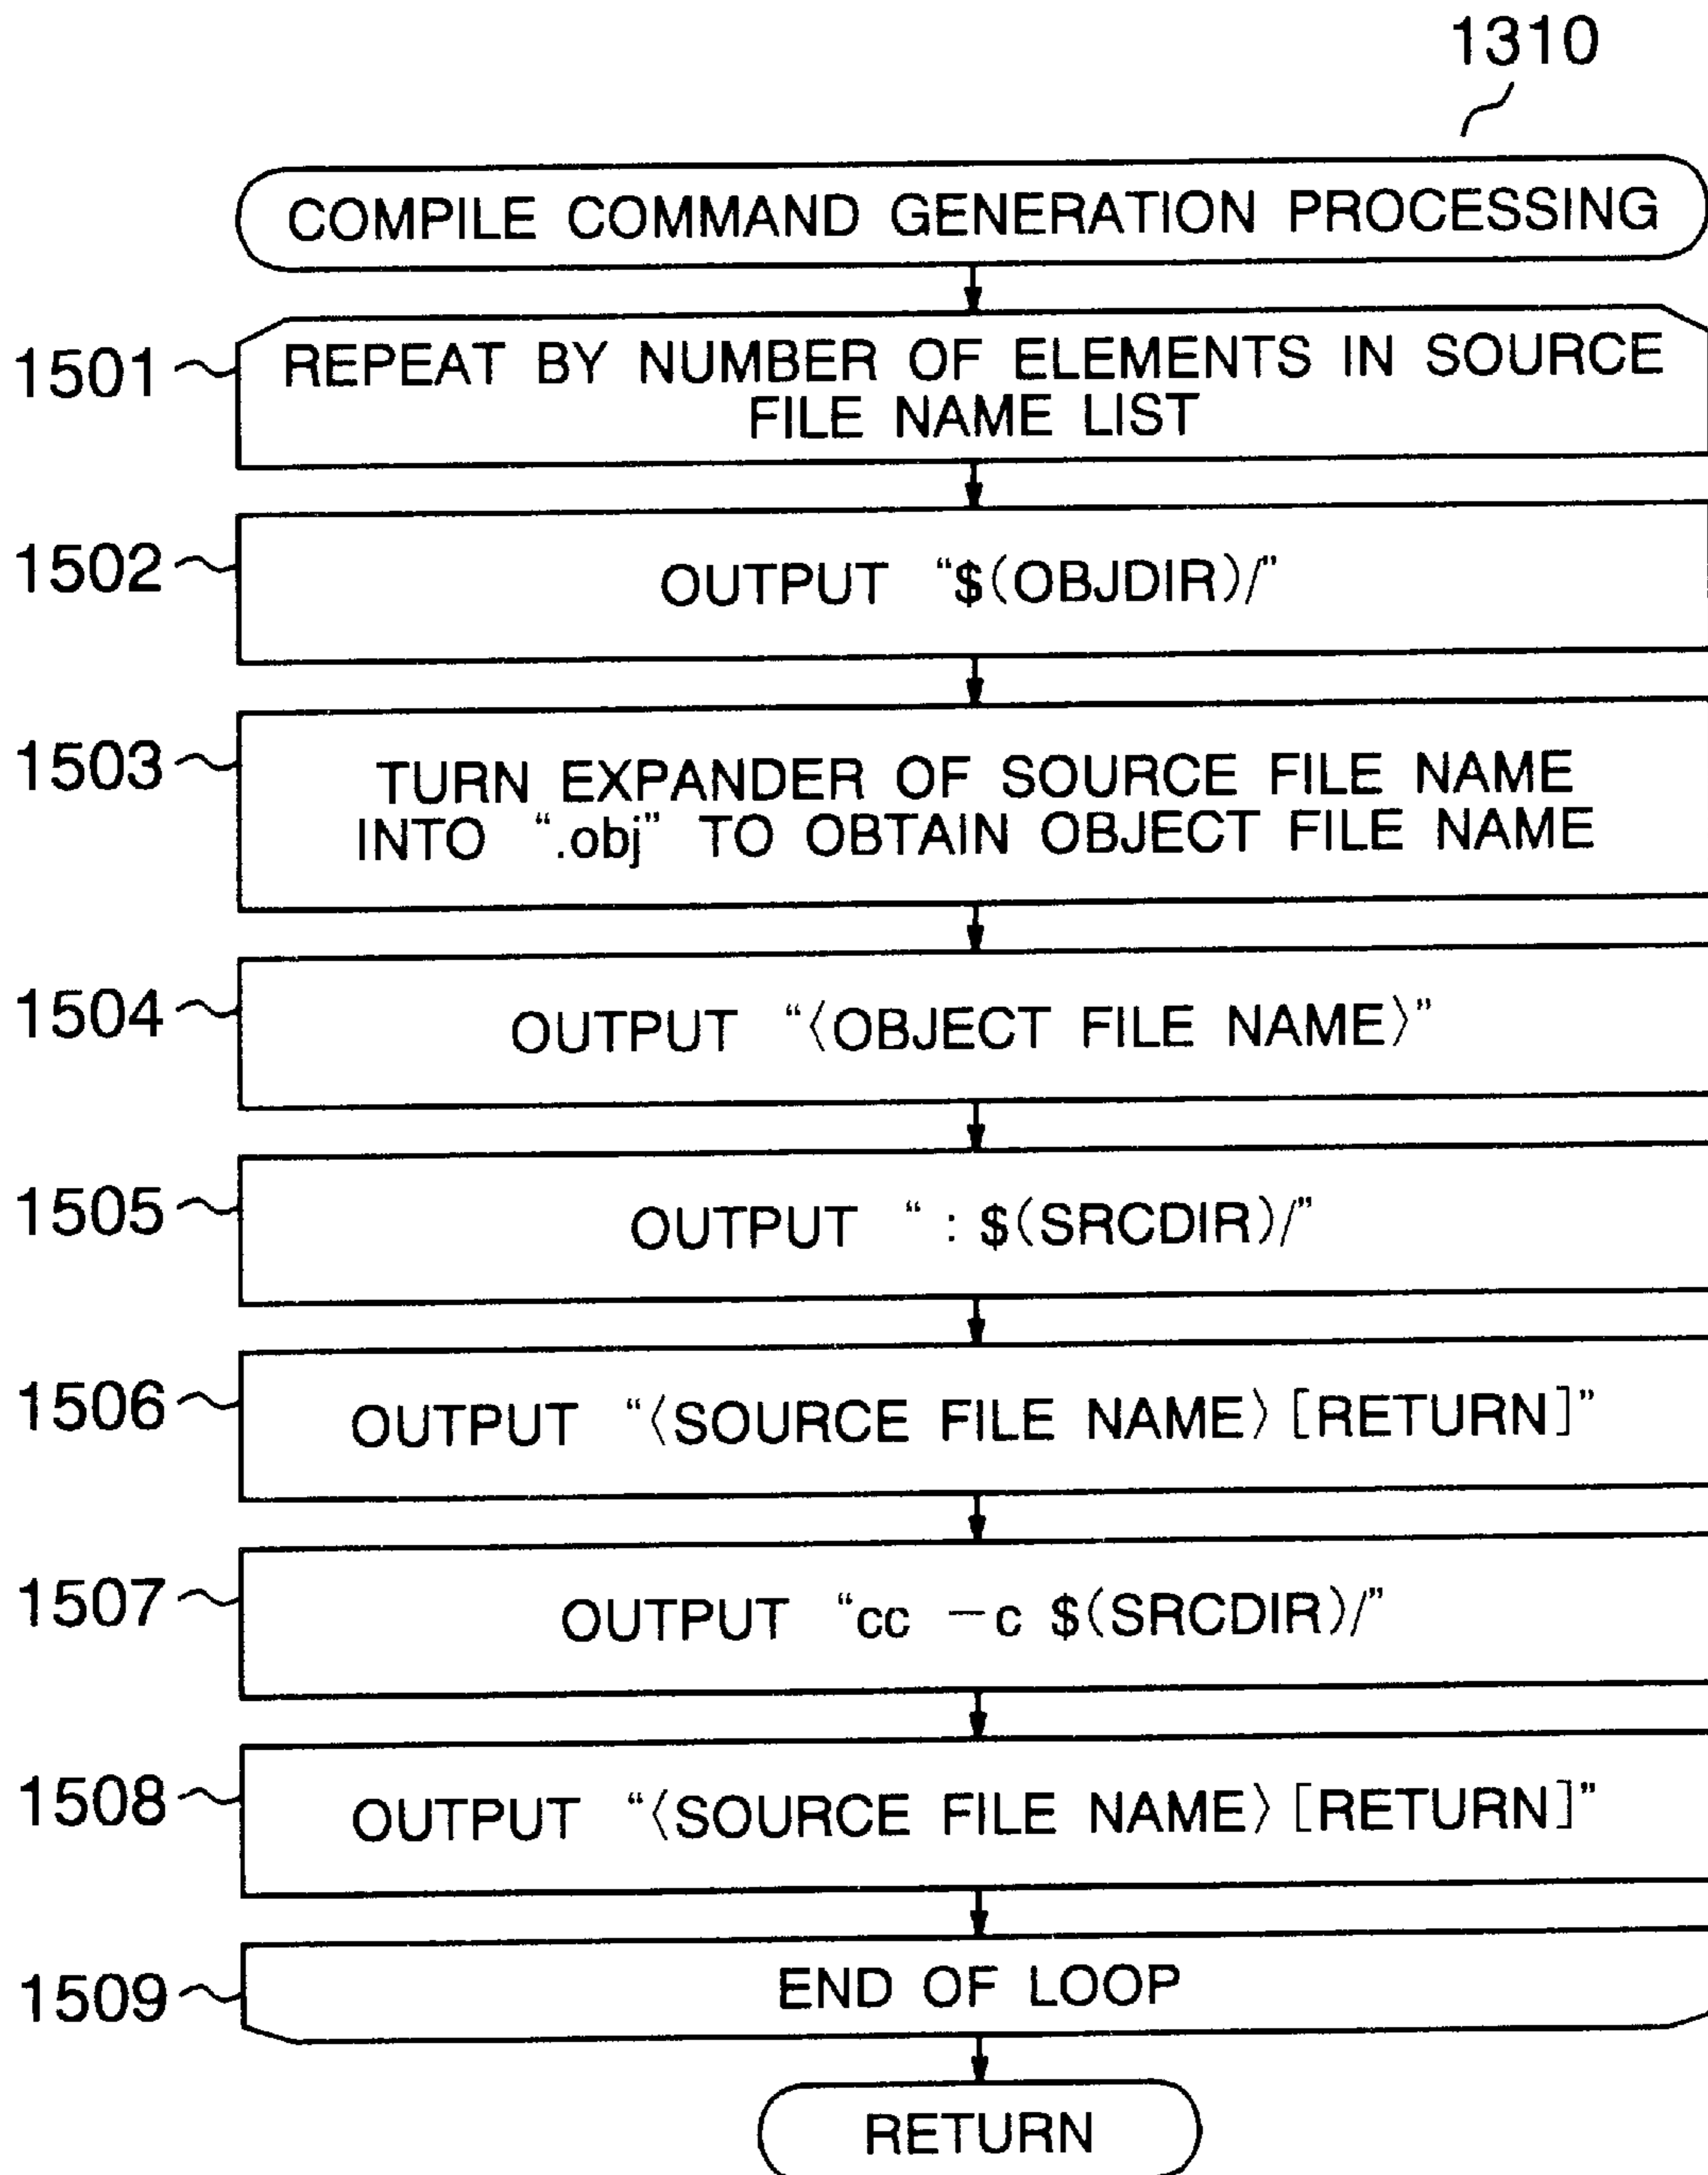 1310
COMPILE COMMAND GENERATION PROCESSING
1501
REPEAT BY NUMBER OF ELEMENTS IN SOURCE
FILE NAME LIST
1502
OUTPUT “$(OBJDIR)/”
1503
TURN EXPANDER OF SOURCE FILE NAME
INTO “.obj” TO OBTAIN OBJECT FILE NAME
1504
OUTPUT “〈OBJECT FILE NAME〉”
1505
OUTPUT “ : $(SRCDIR)/”
1506
OUTPUT “〈SOURCE FILE NAME〉[RETURN]”
1507
OUTPUT “cc −c $(SRCDIR)/”
1508
OUTPUT “〈SOURCE FILE NAME〉[RETURN]”
1509
END OF LOOP
RETURN